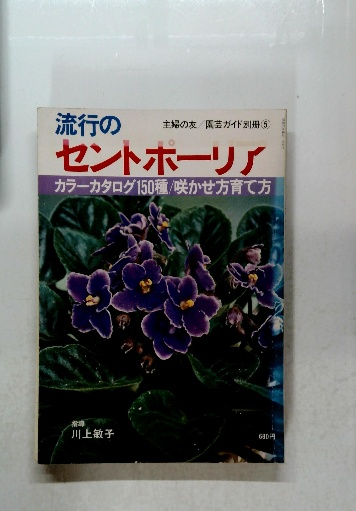 流行の
主婦の友/園芸ガイド別冊⑤
セントポーリア
カラーカタログ150種/咲かせ方育て方
指導
川上敏子
680円